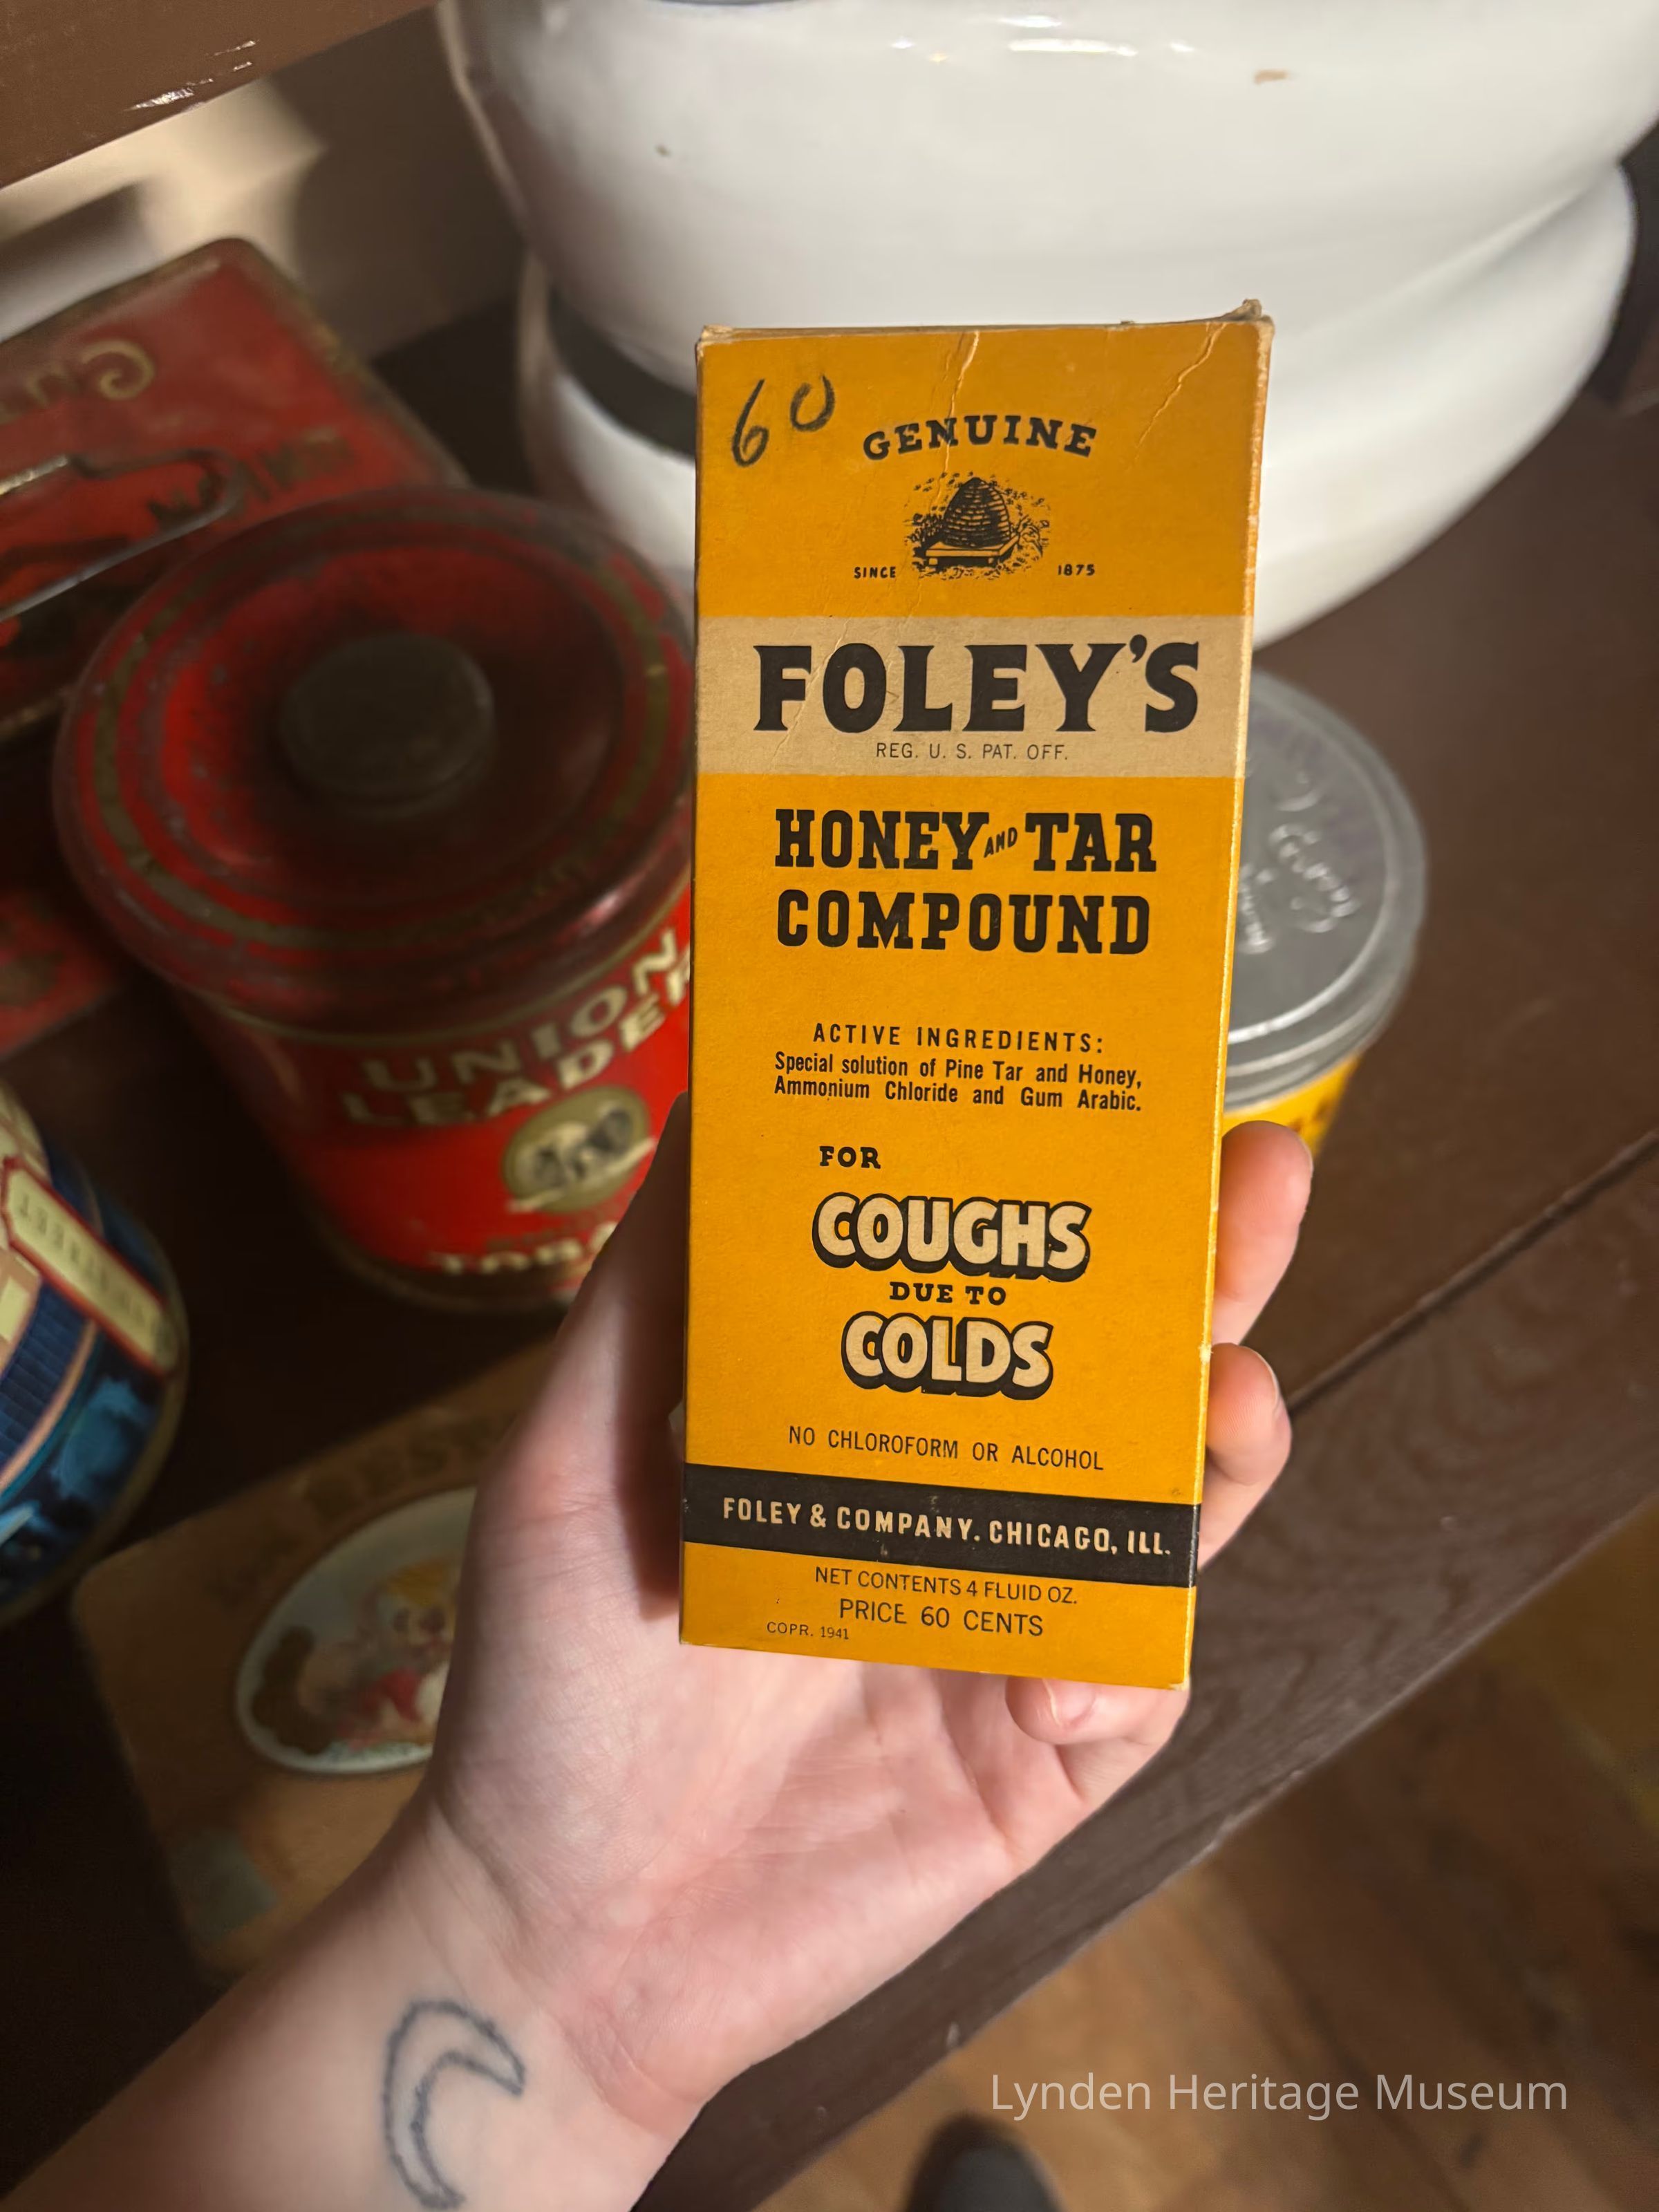 60
GENUINE
SINCE 1875
FOLEY'S
REG. U. S. PAT. OFF.
HONEY AND TAR
COMPOUND
ACTIVE INGREDIENTS:
Special solution of Pine Tar and Honey,
Ammonium Chloride and Gum Arabic.
FOR
COUGHS
DUE TO
COLDS
NO CHLOROFORM OR ALCOHOL
FOLEY & COMPANY. CHICAGO, ILL.
NET CONTENTS 4 FLUID OZ.
PRICE 60 CENTS
COPR. 1941
UNION
LEADER
Lynden Heritage Museum